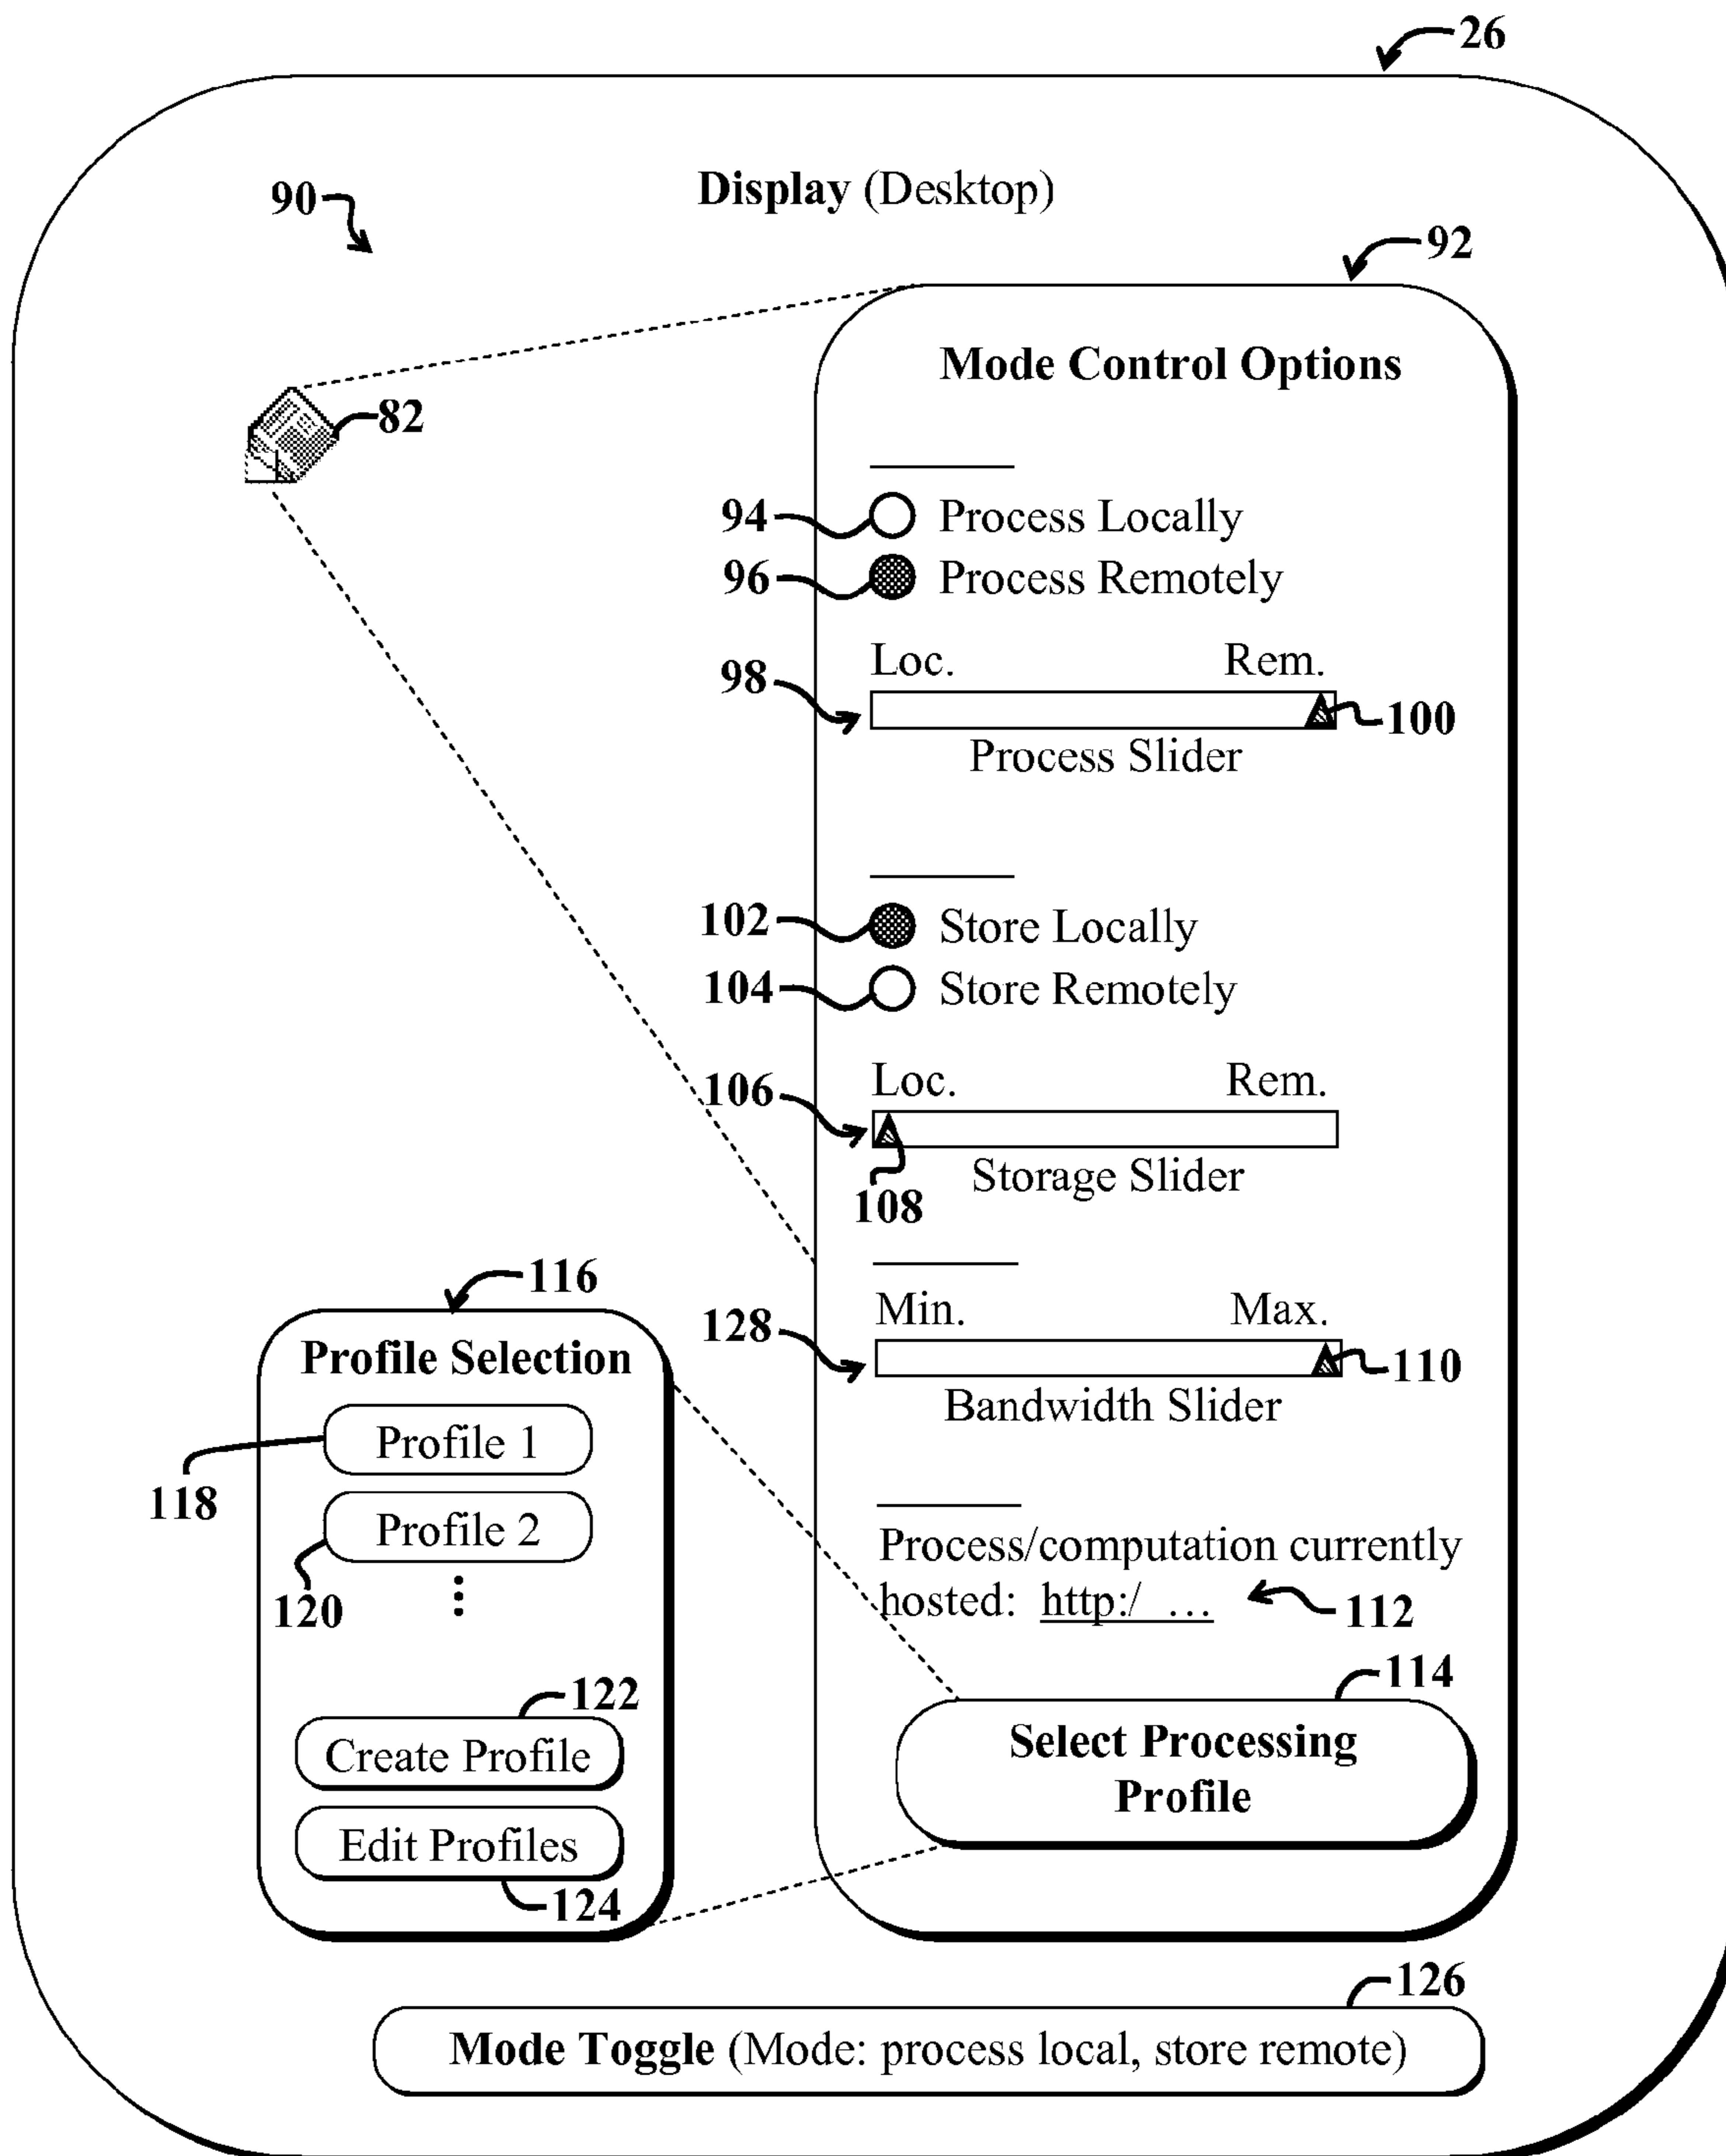 26
90
Display (Desktop)
92
Mode Control Options
82
94 Process Locally
96 Process Remotely
Loc. Rem.
98
100
Process Slider
102 Store Locally
104 Store Remotely
Loc. Rem.
106
108
Storage Slider
116
Min. Max.
128
110
Bandwidth Slider
Profile Selection
Profile 1
118
Profile 2
120
⋮
Process/computation currently
hosted: http:/ …
112
114
122
Create Profile
Select Processing
Profile
Edit Profiles
124
126
Mode Toggle (Mode: process local, store remote)